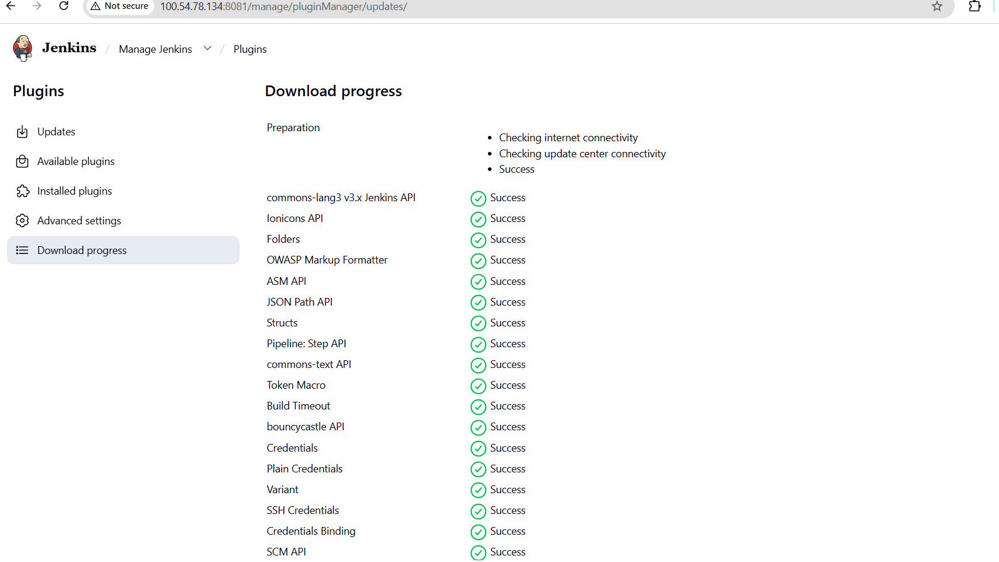 Not secure 100.54.78.134:8081/manage/pluginManager/updates/
Jenkins / Manage Jenkins / Plugins
Plugins
Updates
Available plugins
Installed plugins
Advanced settings
Download progress
Download progress
Preparation
• Checking internet connectivity
• Checking update center connectivity
• Success
commons-lang3 v3.x Jenkins API Success
Ionicons API Success
Folders Success
OWASP Markup Formatter Success
ASM API Success
JSON Path API Success
Structs Success
Pipeline: Step API Success
commons-text API Success
Token Macro Success
Build Timeout Success
bouncycastle API Success
Credentials Success
Plain Credentials Success
Variant Success
SSH Credentials Success
Credentials Binding Success
SCM API Success